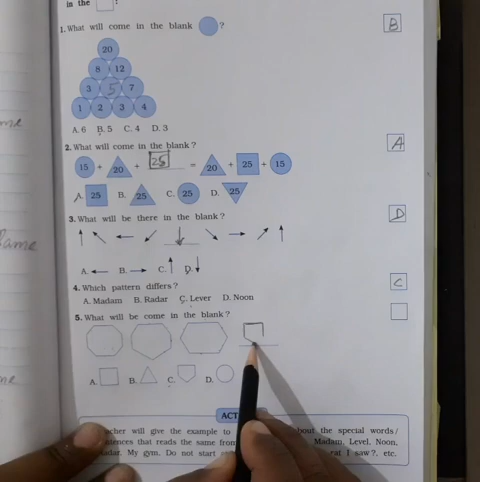 in the
1. What will come in the blank ?
B
20
8 12
3 5 7
1 2 3 4
A. 6 B. 5 C. 4 D. 3
2. What will come in the blank ?
A
15 + 20 + 25 = 20 + 25 + 15
A. 25 B. 25 C. 25 D. 25
3. What will be there in the blank ?
D
A. B. C. D.
4. Which pattern differs ?
C
A. Madam B. Radar C. Lever D. Noon
5. What will be come in the blank ?
A. B. C. D.
ACT
acher will give the example to bout the special words/
tences that reads the same from Madam, Level, Noon,
adar, My gym. Do not start rat I saw?, etc.